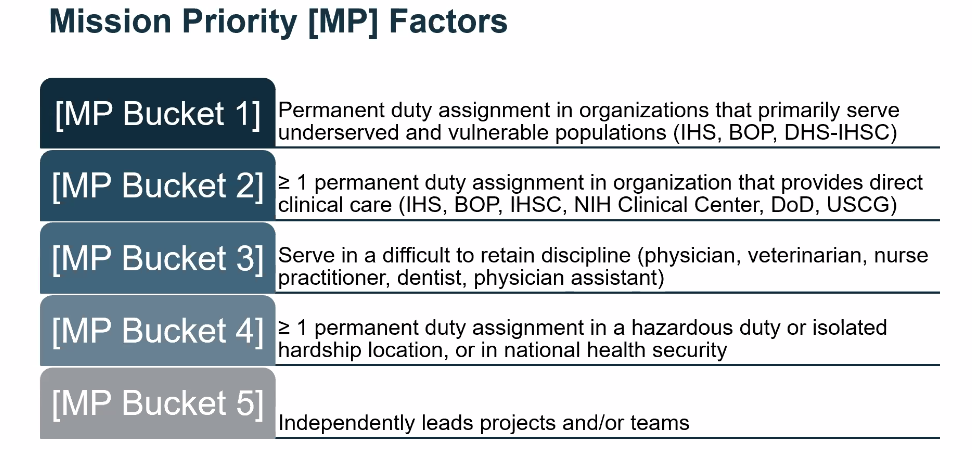 Mission Priority [MP] Factors
[MP Bucket 1]
Permanent duty assignment in organizations that primarily serve
underserved and vulnerable populations (IHS, BOP, DHS-IHSC)
[MP Bucket 2]
≥ 1 permanent duty assignment in organization that provides direct
clinical care (IHS, BOP, IHSC, NIH Clinical Center, DoD, USCG)
[MP Bucket 3]
Serve in a difficult to retain discipline (physician, veterinarian, nurse
practitioner, dentist, physician assistant)
[MP Bucket 4]
≥ 1 permanent duty assignment in a hazardous duty or isolated
hardship location, or in national health security
[MP Bucket 5]
Independently leads projects and/or teams